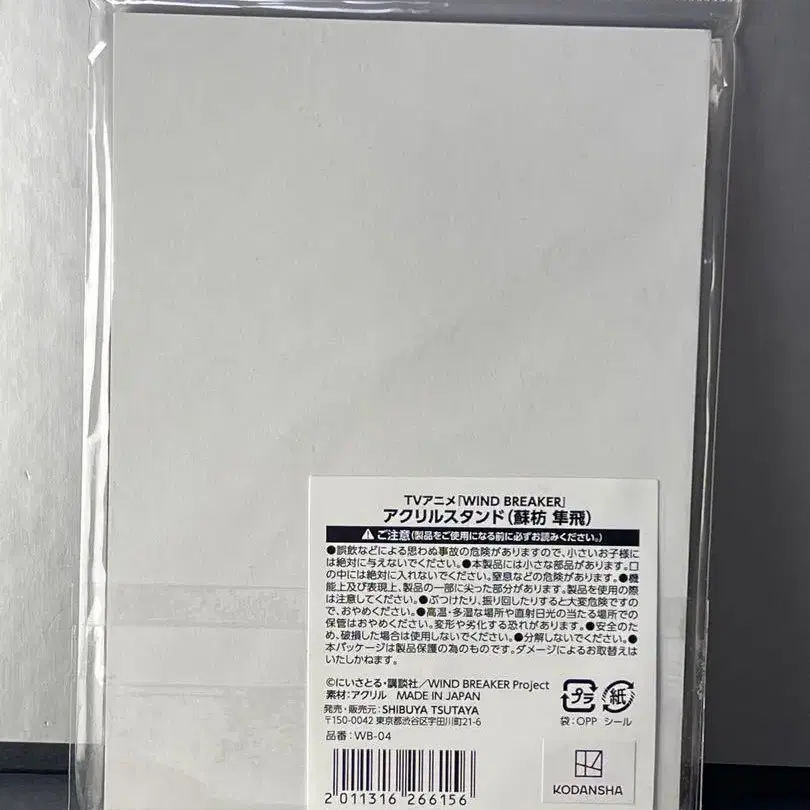 TVアニメ「WIND BREAKER」
アクリルスタンド(蘇枋 隼飛)
ご注意(製品をご使用になる前に必ずお読みください。)
●誤飲などによる思わぬ事故の危険がありますので、小さいお子様に
は絶対に与えないでください。●本製品には小さな部品があります。口
の中には絶対に入れないでください。窒息などの危険があります。●機
能上及び表現上、製品の一部に尖った部分があります。製品を使用の際
は注意してください。●ぶつけたり、振り回したりすると大変危険ですので、
おやめください。●高温・多湿な場所や直射日光の当たる場所での
保管はおやめください。変形や劣化する恐れがあります。●安全のた
め、破損した場合は使用しないでください。●分解しないでください。●
本パッケージは製品保護の為のものです。ダメージによるお取替えは
いたしかねます。
©にいさとる・講談社/WIND BREAKER Project
素材:アクリル MADE IN JAPAN
発売・販売元:SHIBUYA TSUTAYA
〒150-0042 東京都渋谷区宇田川町21-6
品番:WB-04
プラ 紙
袋:OPP シール
2 011316 266156
KODANSHA